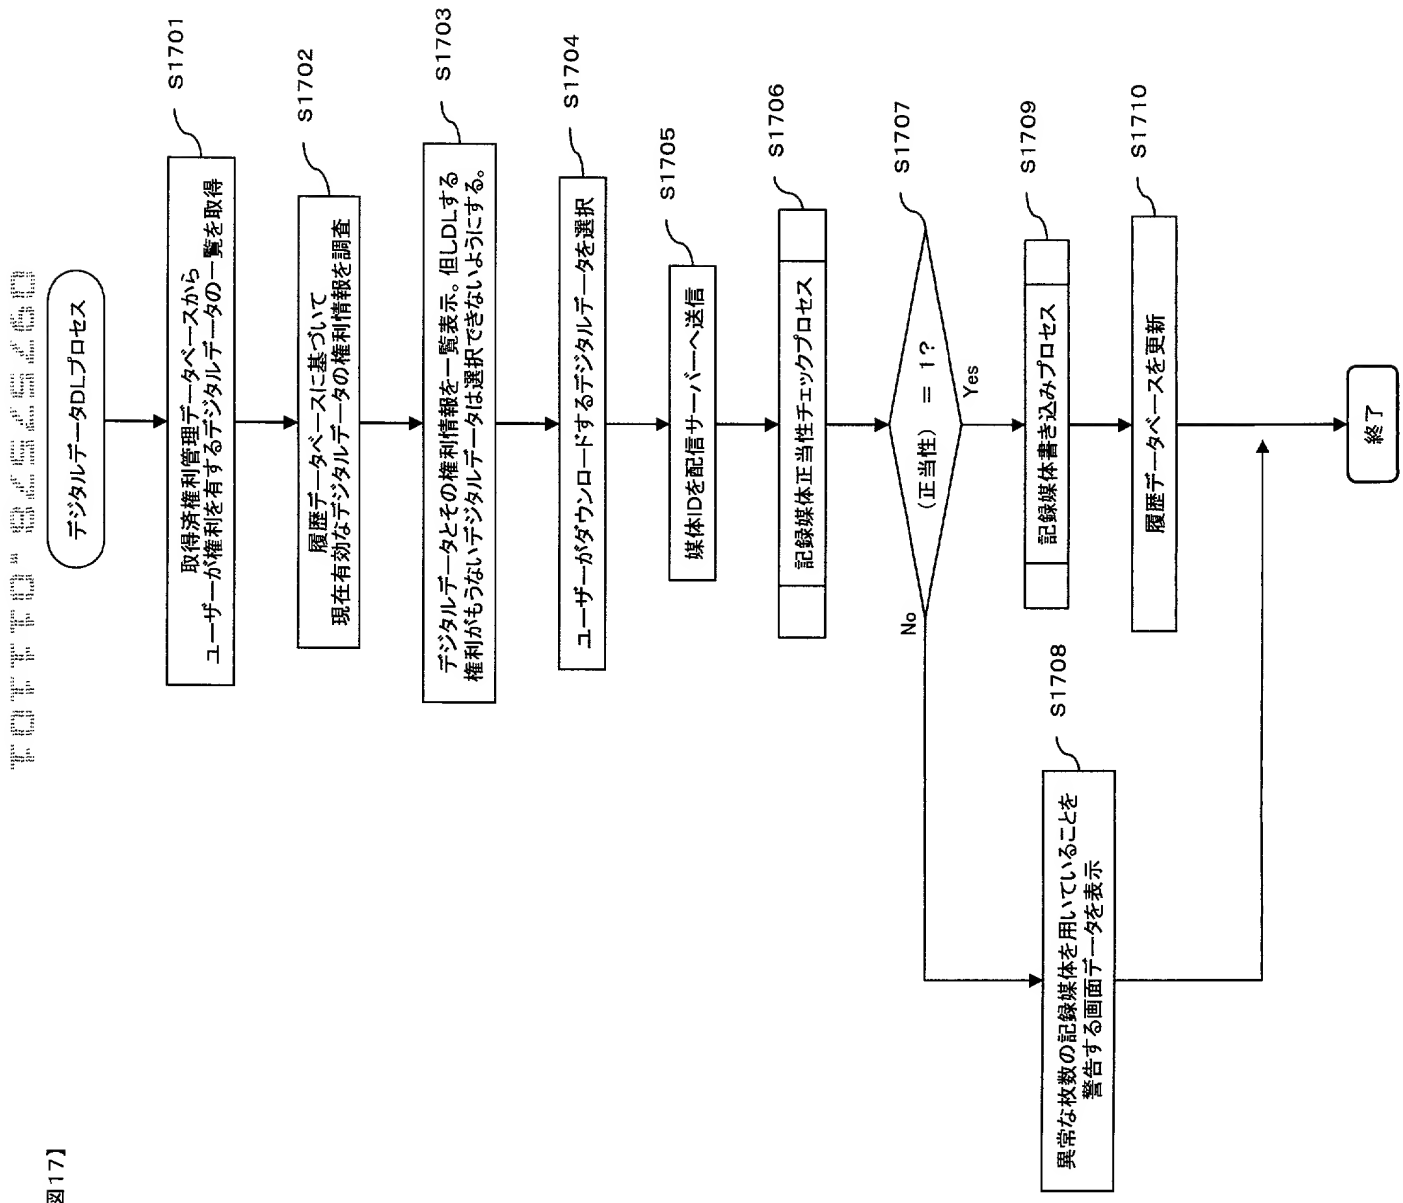 図17】
デジタルデータDLプロセス
S1701
取得済権利管理データベースから
ユーザーが権利を有するデジタルデータの一覧を取得
S1702
履歴データベースに基づいて
現在有効なデジタルデータの権利情報を調査
S1703
デジタルデータとその権利情報を一覧表示。但しDLする
権利がもうないデジタルデータは選択できないようにする。
S1704
ユーザーがダウンロードするデジタルデータを選択
S1705
媒体IDを配信サーバーへ送信
S1706
記録媒体正当性チェックプロセス
S1707
(正当性) = 1?
No
Yes
S1708
異常な枚数の記録媒体を用いていることを
警告する画面データを表示
S1709
記録媒体書き込みプロセス
S1710
履歴データベースを更新
終了